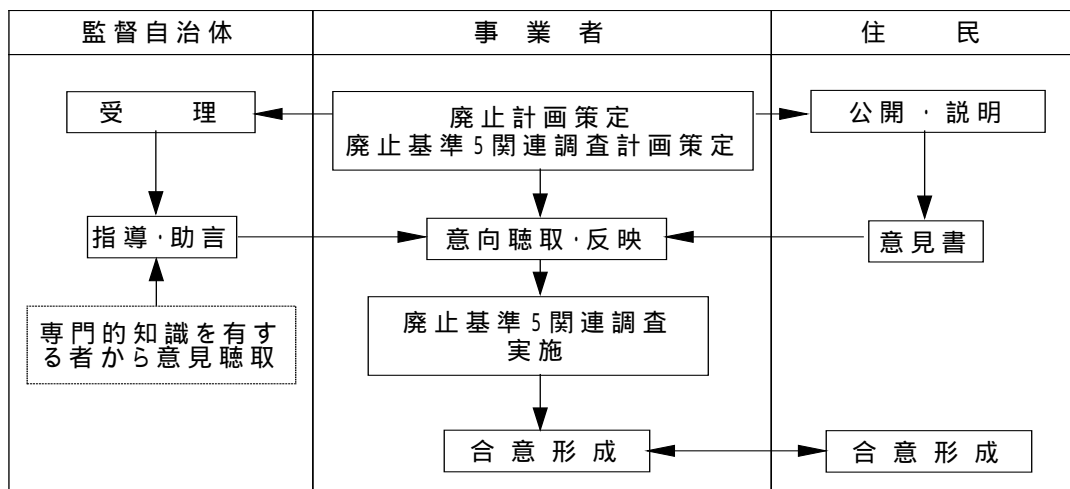 監督自治体
事業者
住民
受理
廃止計画策定
廃止基準5関連調査計画策定
公開・説明
指導・助言
意向聴取・反映
意見書
専門的知識を有す
る者から意見聴取
廃止基準5関連調査
実施
合意形成
合意形成